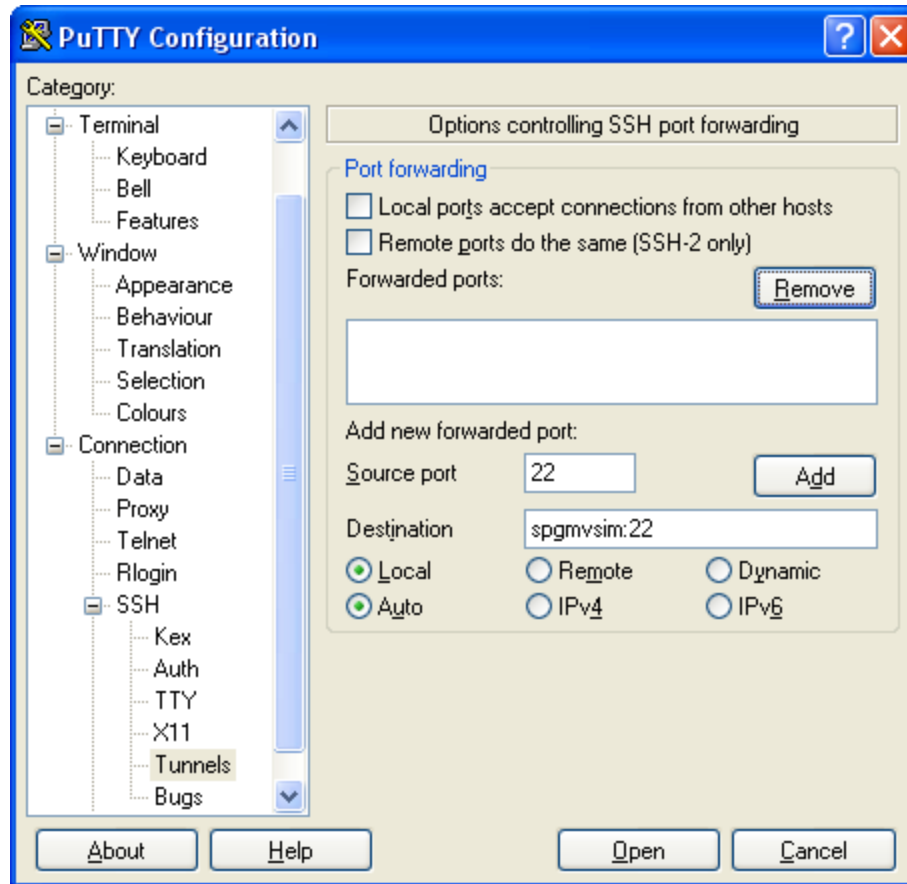 PuTTY Configuration
Category:
Terminal
Keyboard
Bell
Features
Window
Appearance
Behaviour
Translation
Selection
Colours
Connection
Data
Proxy
Telnet
Rlogin
SSH
Kex
Auth
TTY
X11
Tunnels
Bugs
Options controlling SSH port forwarding
Port forwarding
Local ports accept connections from other hosts
Remote ports do the same (SSH-2 only)
Forwarded ports:
Remove
Add new forwarded port:
Source port 22 Add
Destination spgmvsim:22
Local Remote Dynamic
Auto IPv4 IPv6
About Help Open Cancel